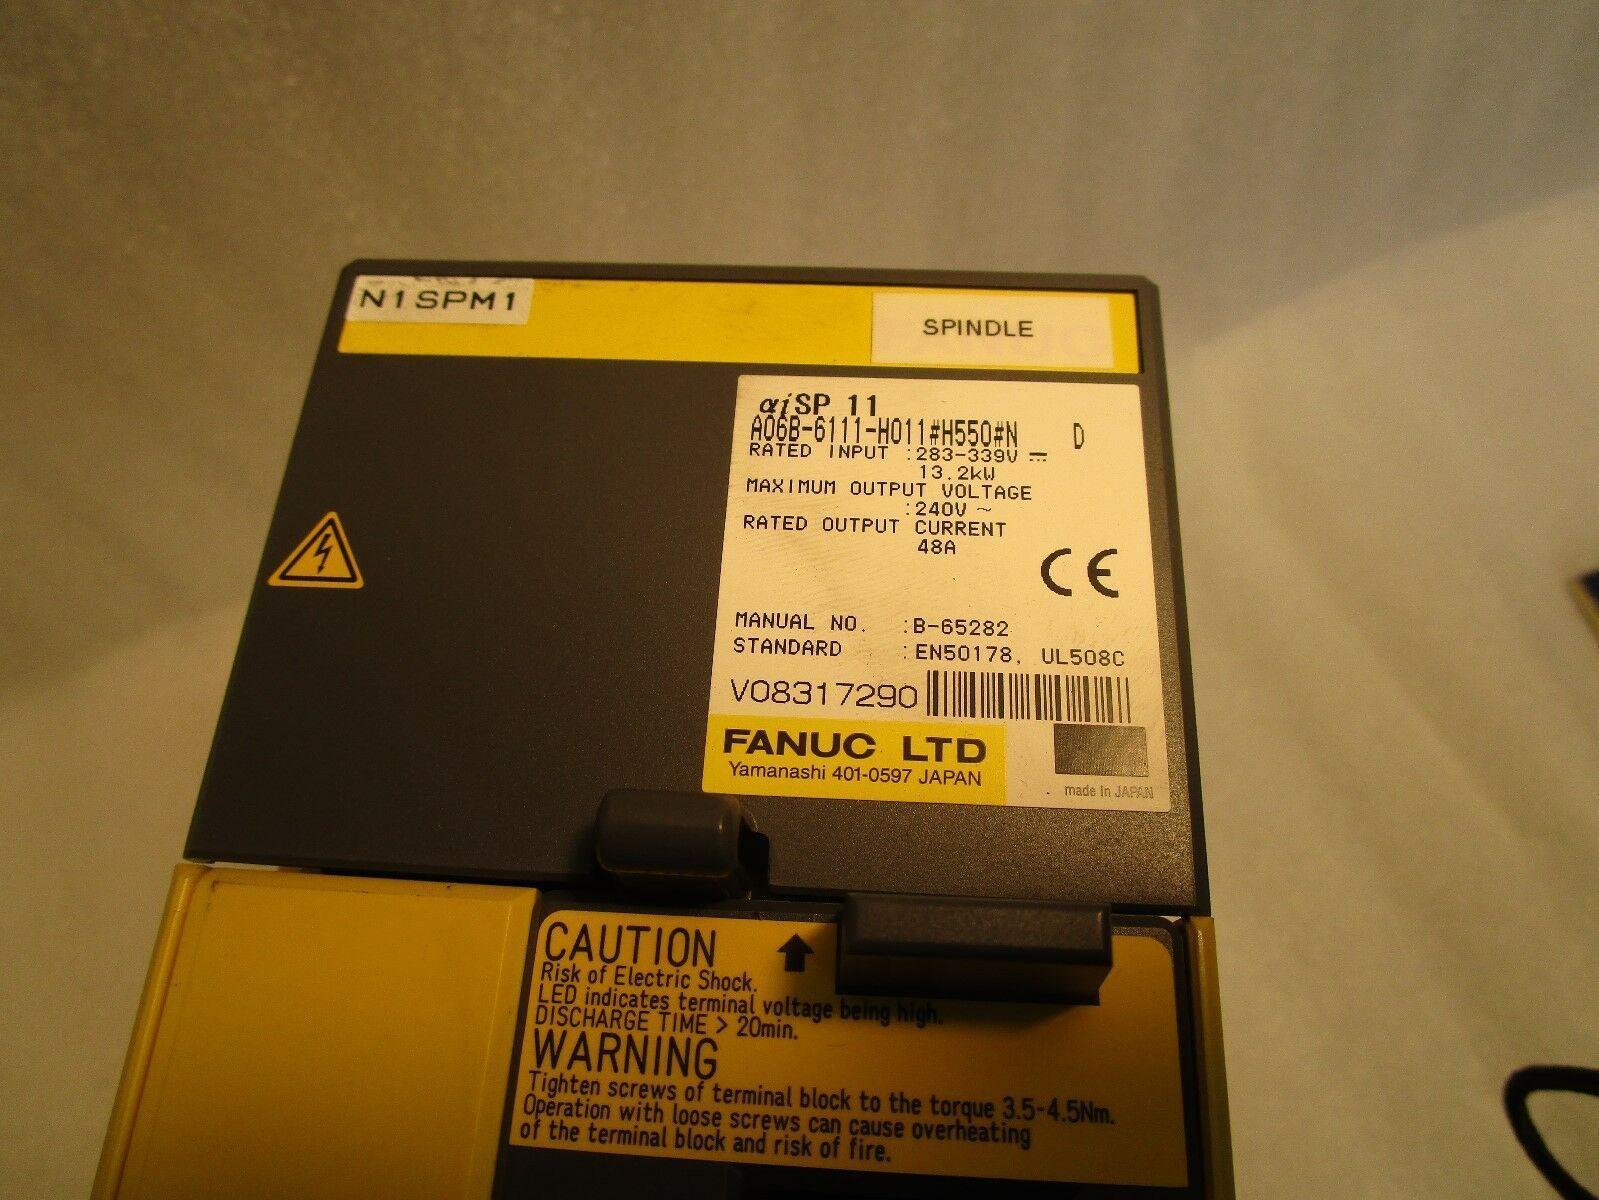 N1SPM1
SPINDLE
αiSP 11
A06B-6111-H011#H550#N D
RATED INPUT :283-339V ⎓
13.2kW
MAXIMUM OUTPUT VOLTAGE
:240V ~
RATED OUTPUT CURRENT
48A
CE
MANUAL NO. :B-65282
STANDARD :EN50178, UL508C
V08317290
FANUC LTD
Yamanashi 401-0597 JAPAN
made in JAPAN
CAUTION
Risk of Electric Shock.
LED indicates terminal voltage being high.
DISCHARGE TIME > 20min.
WARNING
Tighten screws of terminal block to the torque 3.5-4.5Nm.
Operation with loose screws can cause overheating
of the terminal block and risk of fire.